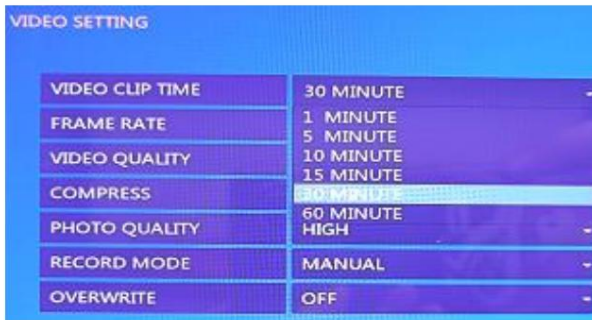 VIDEO SETTING
VIDEO CLIP TIME 30 MINUTE
FRAME RATE 1 MINUTE
5 MINUTE
VIDEO QUALITY 10 MINUTE
15 MINUTE
COMPRESS 30 MINUTE
60 MINUTE
PHOTO QUALITY HIGH
RECORD MODE MANUAL
OVERWRITE OFF